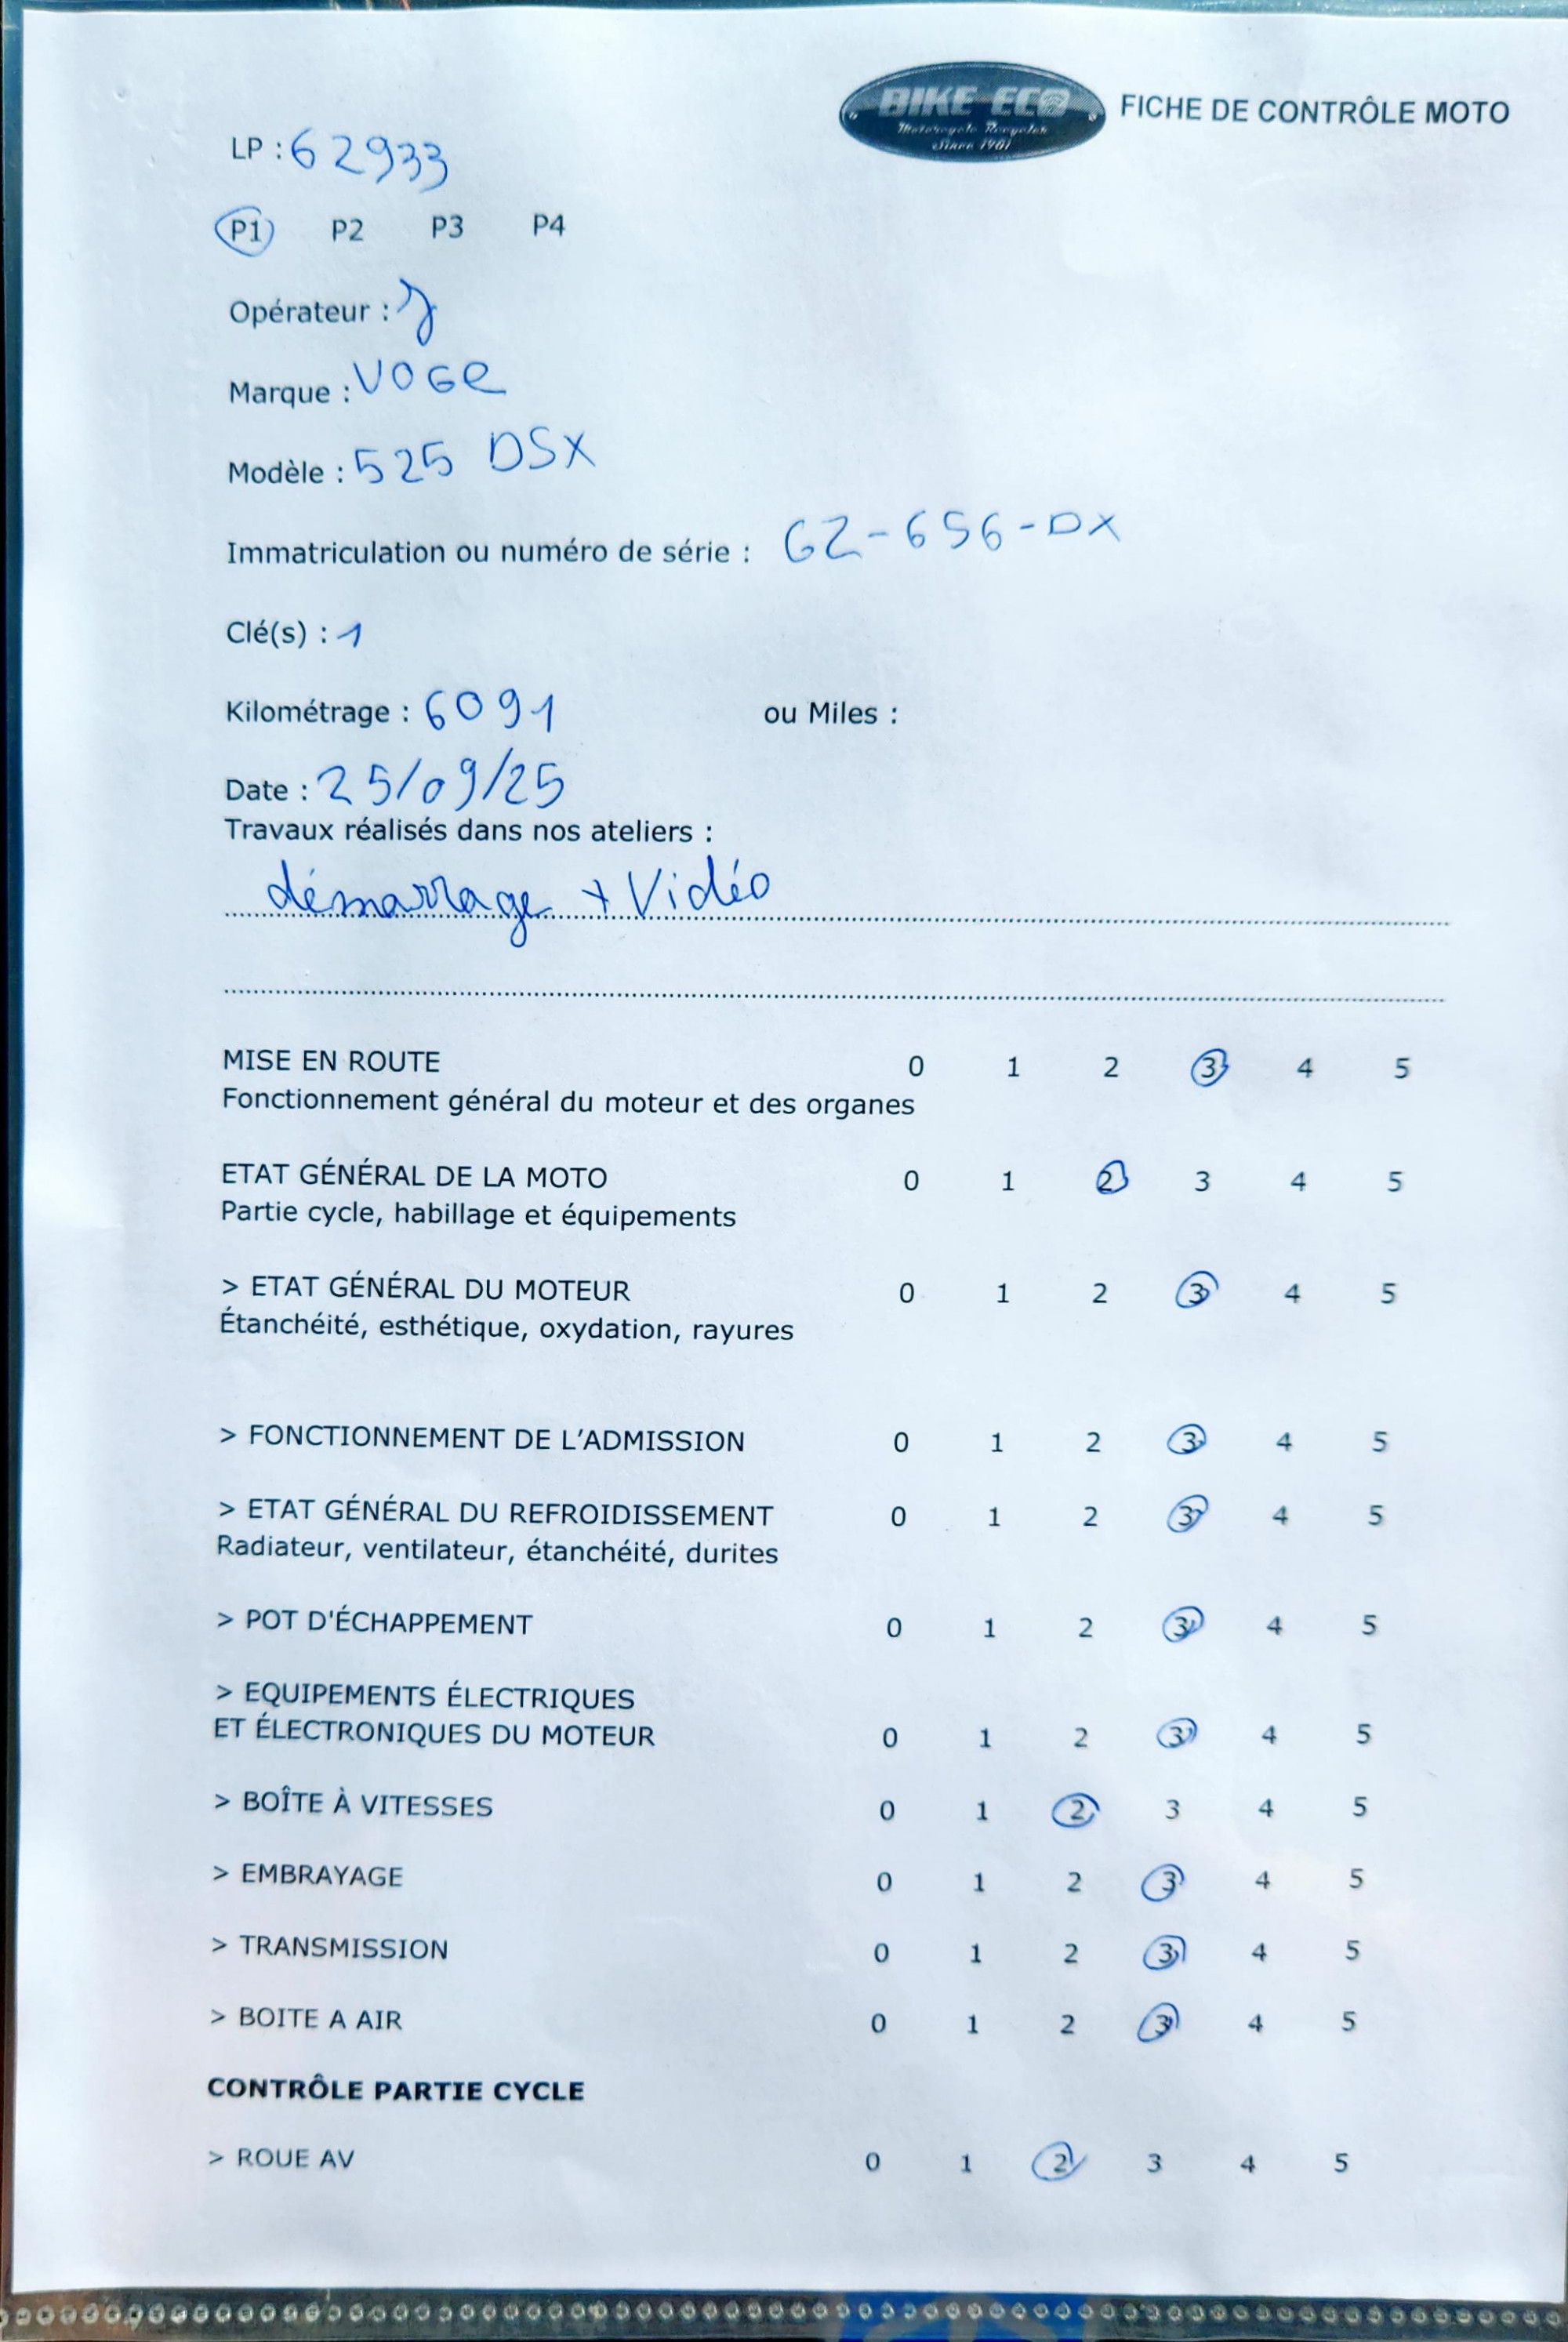 BIKE ECO
Motorcycle Recycler
Since 1981
FICHE DE CONTRÔLE MOTO
LP : 62933
P1 P2 P3 P4
Opérateur : J
Marque : VOGE
Modèle : 525 DSX
Immatriculation ou numéro de série : GZ-656-DX
Clé(s) : 1
Kilométrage : 6091 ou Miles :
Date : 25/09/25
Travaux réalisés dans nos ateliers :
démarrage + Vidéo
MISE EN ROUTE 0 1 2 3 4 5
Fonctionnement général du moteur et des organes
ETAT GÉNÉRAL DE LA MOTO 0 1 2 3 4 5
Partie cycle, habillage et équipements
> ETAT GÉNÉRAL DU MOTEUR 0 1 2 3 4 5
Étanchéité, esthétique, oxydation, rayures
> FONCTIONNEMENT DE L'ADMISSION 0 1 2 3 4 5
> ETAT GÉNÉRAL DU REFROIDISSEMENT 0 1 2 3 4 5
Radiateur, ventilateur, étanchéité, durites
> POT D'ÉCHAPPEMENT 0 1 2 3 4 5
> EQUIPEMENTS ÉLECTRIQUES
ET ÉLECTRONIQUES DU MOTEUR 0 1 2 3 4 5
> BOÎTE À VITESSES 0 1 2 3 4 5
> EMBRAYAGE 0 1 2 3 4 5
> TRANSMISSION 0 1 2 3 4 5
> BOITE A AIR 0 1 2 3 4 5
CONTRÔLE PARTIE CYCLE
> ROUE AV 0 1 2 3 4 5